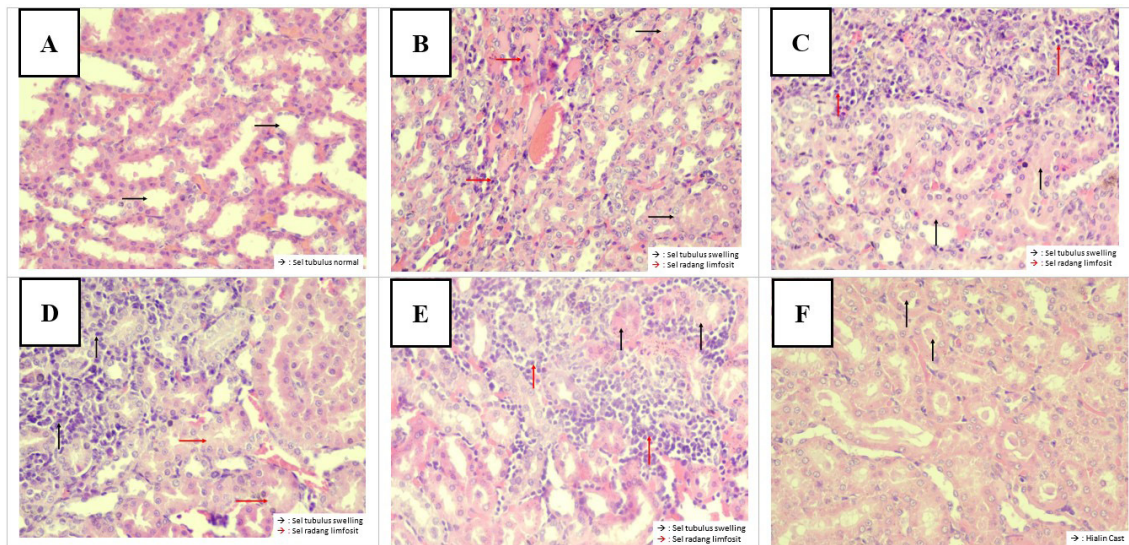 A
→ : Sel tubulus normal
B
→ : Sel tubulus swelling
→ : Sel radang limfosit
C
→ : Sel tubulus swelling
→ : Sel radang limfosit
D
→ : Sel tubulus swelling
→ : Sel radang limfosit
E
→ : Sel tubulus swelling
→ : Sel radang limfosit
F
→ : Hialin Cast